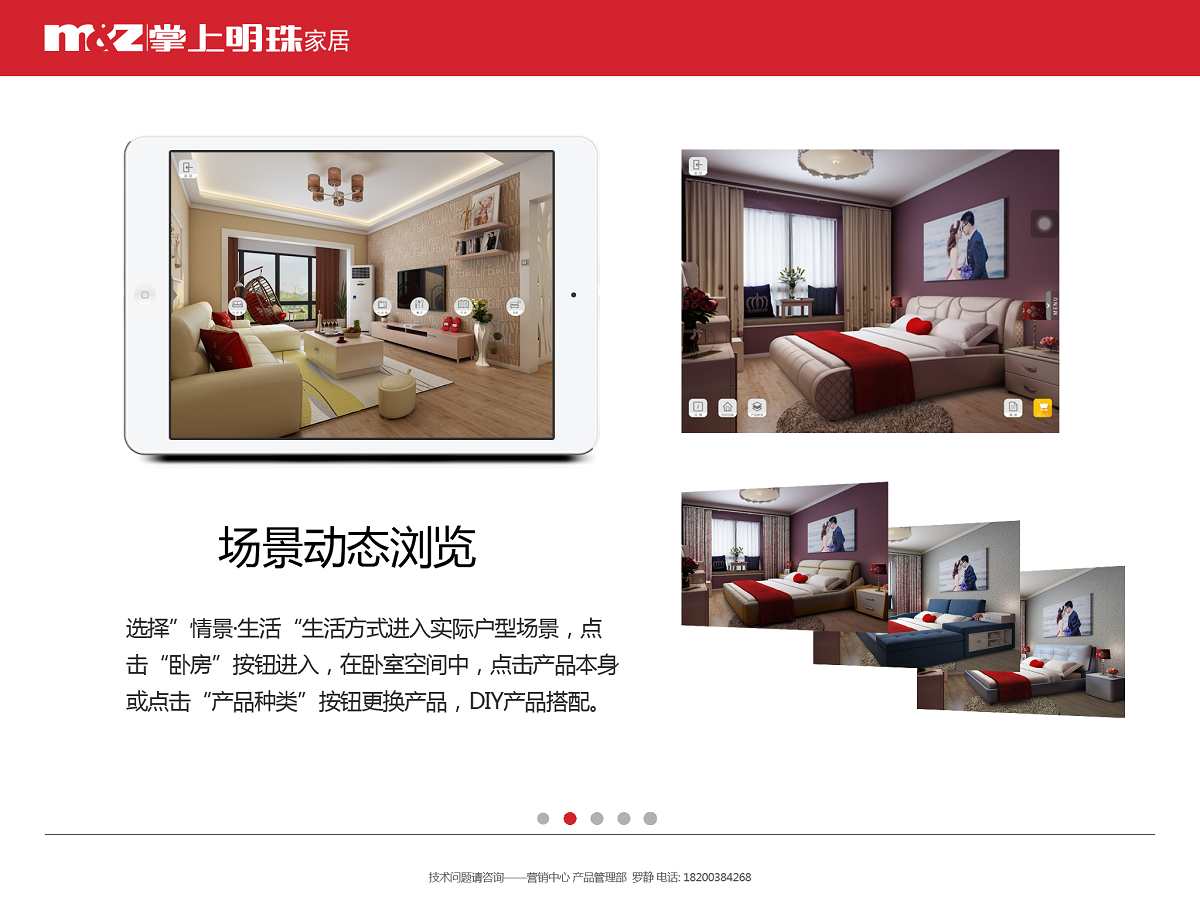 m&z 掌上明珠家居
MENU
场景动态浏览
选择”情景·生活“生活方式进入实际户型场景，点
击“卧房”按钮进入，在卧室空间中，点击产品本身
或点击“产品种类”按钮更换产品，DIY产品搭配。
技术问题请咨询——营销中心 产品管理部 罗静 电话: 18200384268